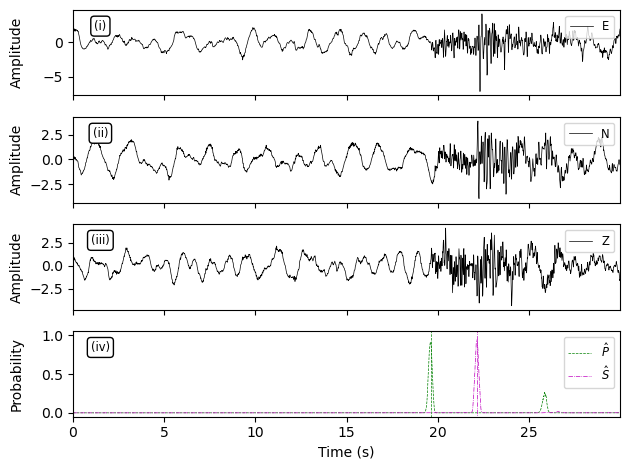 (i)
E
Amplitude
0
−5
(ii)
N
Amplitude
2.5
0.0
−2.5
(iii)
Z
Amplitude
2.5
0.0
−2.5
(iv)
P̂
Ŝ
Probability
1.0
0.5
0.0
0 5 10 15 20 25
Time (s)